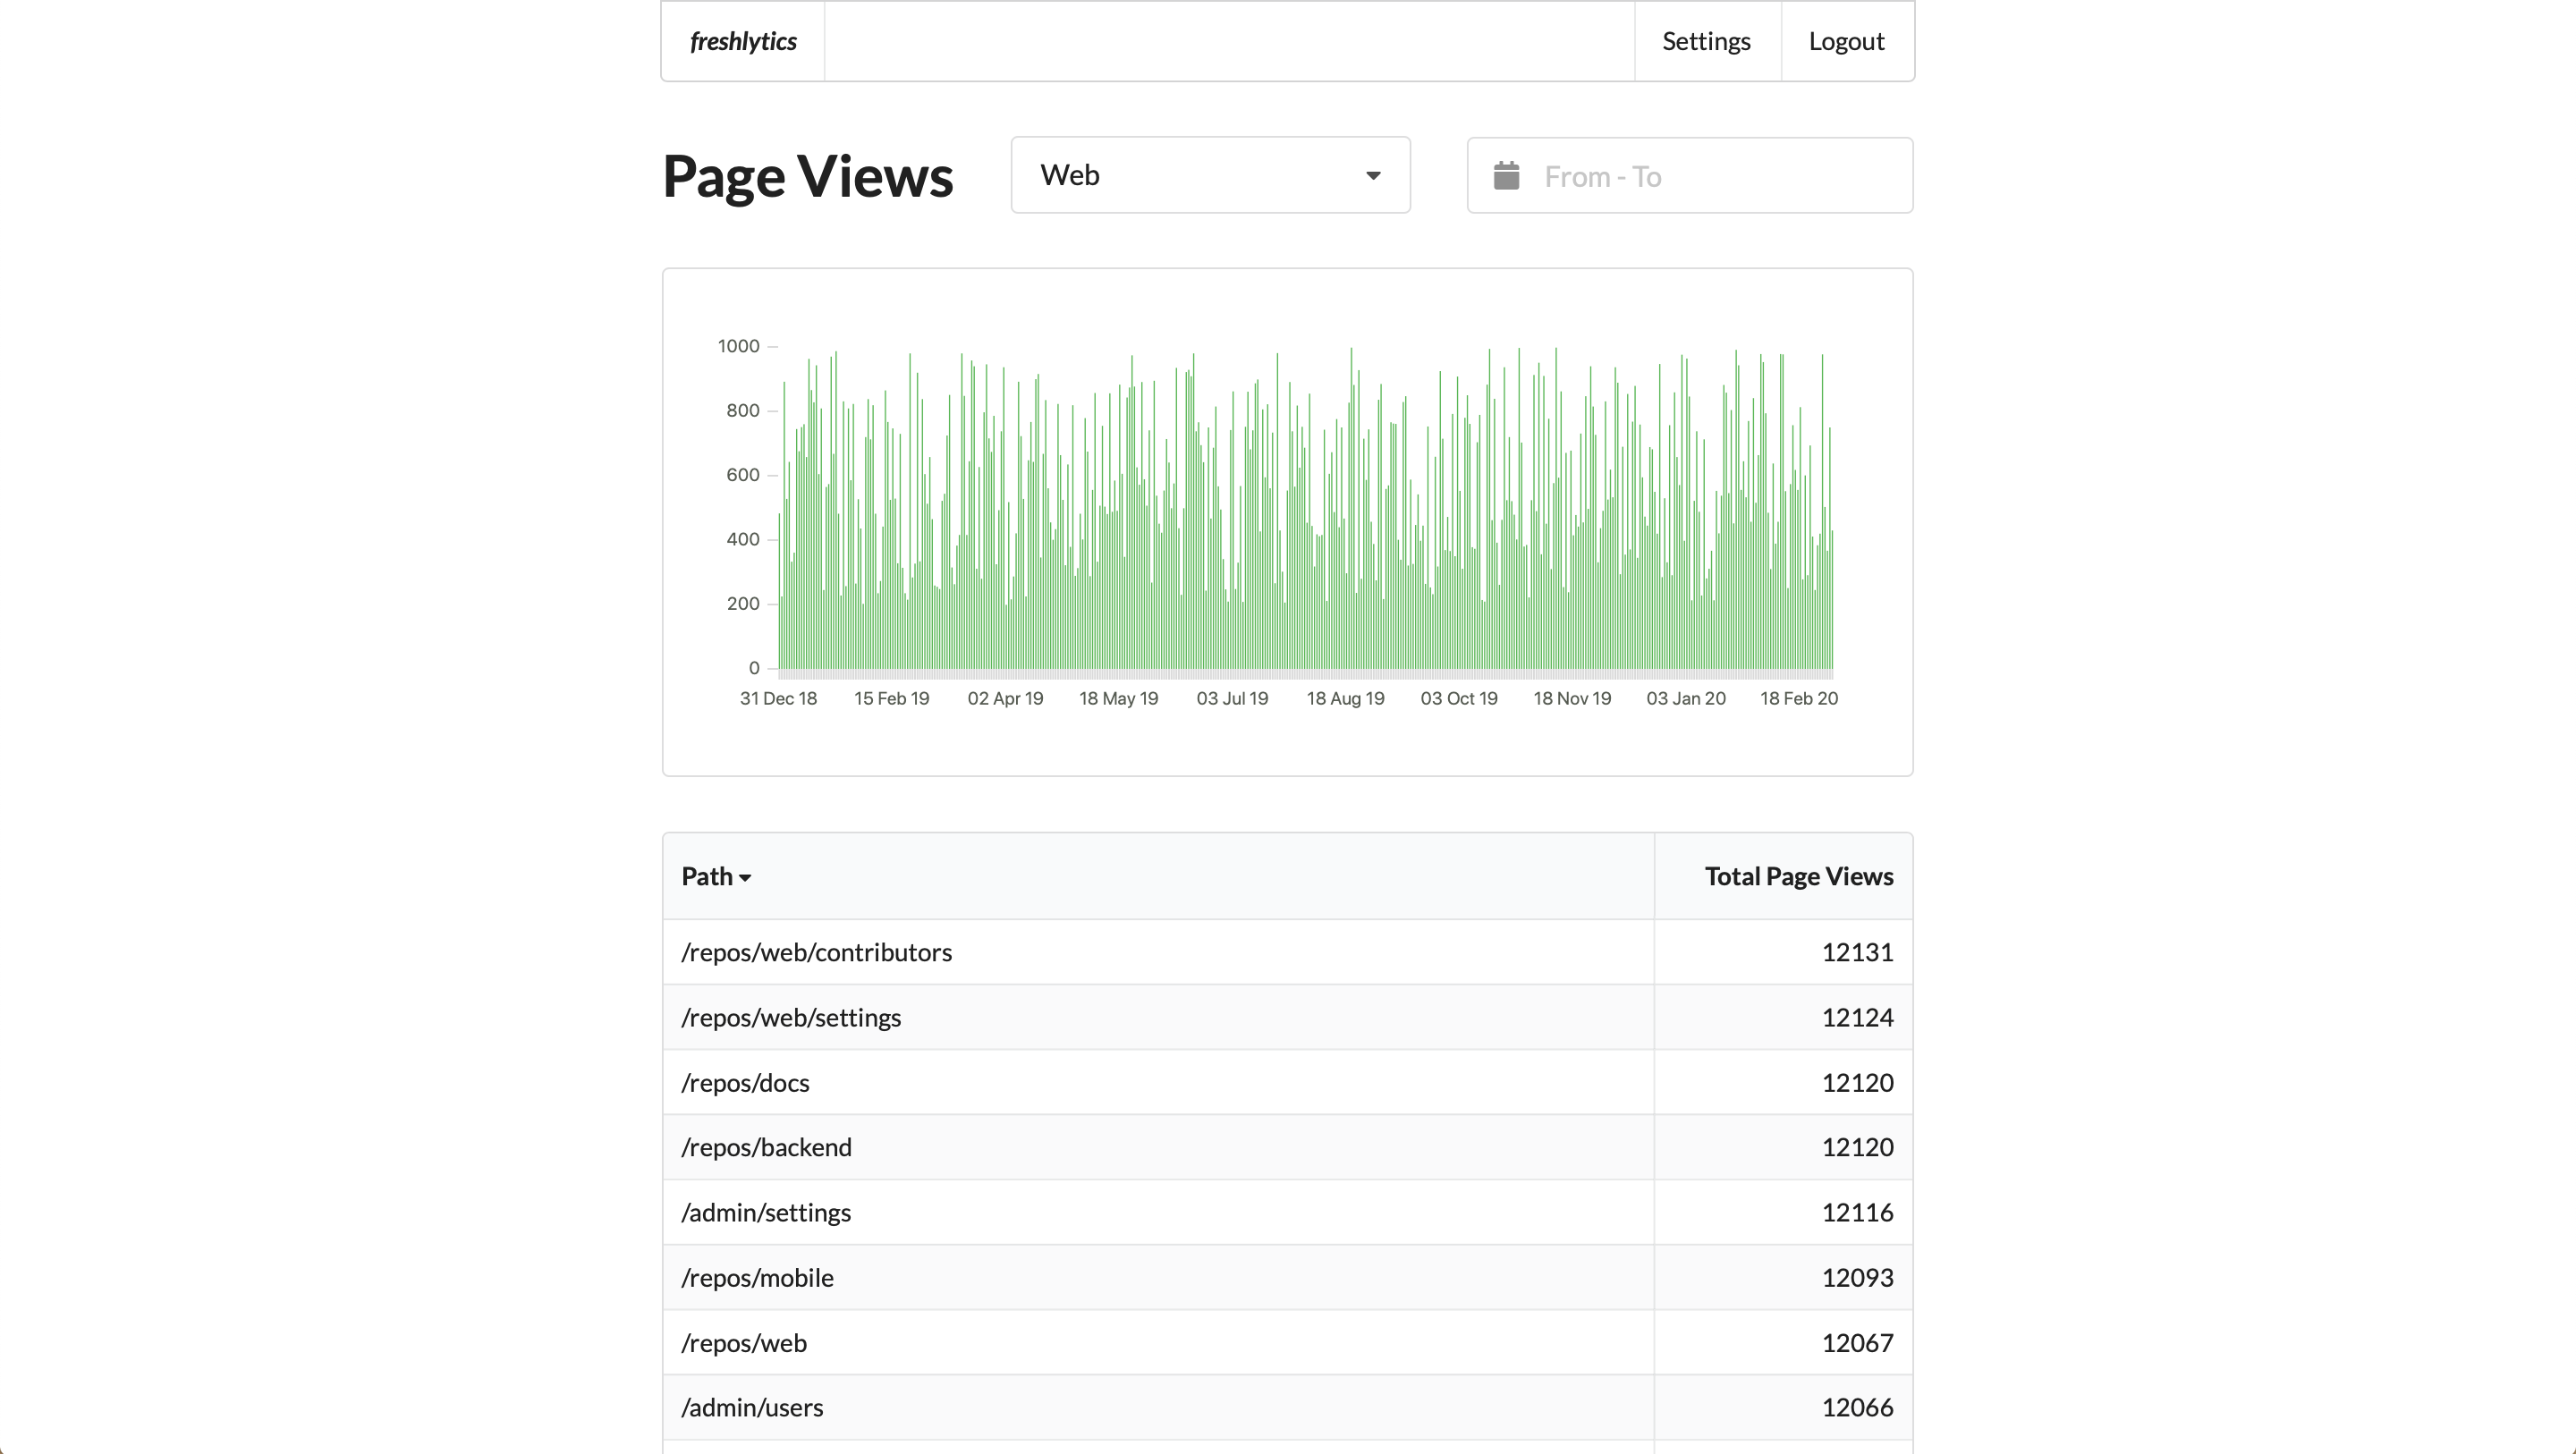 freshlytics Settings Logout
Page Views Web From - To
1000
800
600
400
200
0
31 Dec 18 15 Feb 19 02 Apr 19 18 May 19 03 Jul 19 18 Aug 19 03 Oct 19 18 Nov 19 03 Jan 20 18 Feb 20
Path Total Page Views
/repos/web/contributors 12131
/repos/web/settings 12124
/repos/docs 12120
/repos/backend 12120
/admin/settings 12116
/repos/mobile 12093
/repos/web 12067
/admin/users 12066